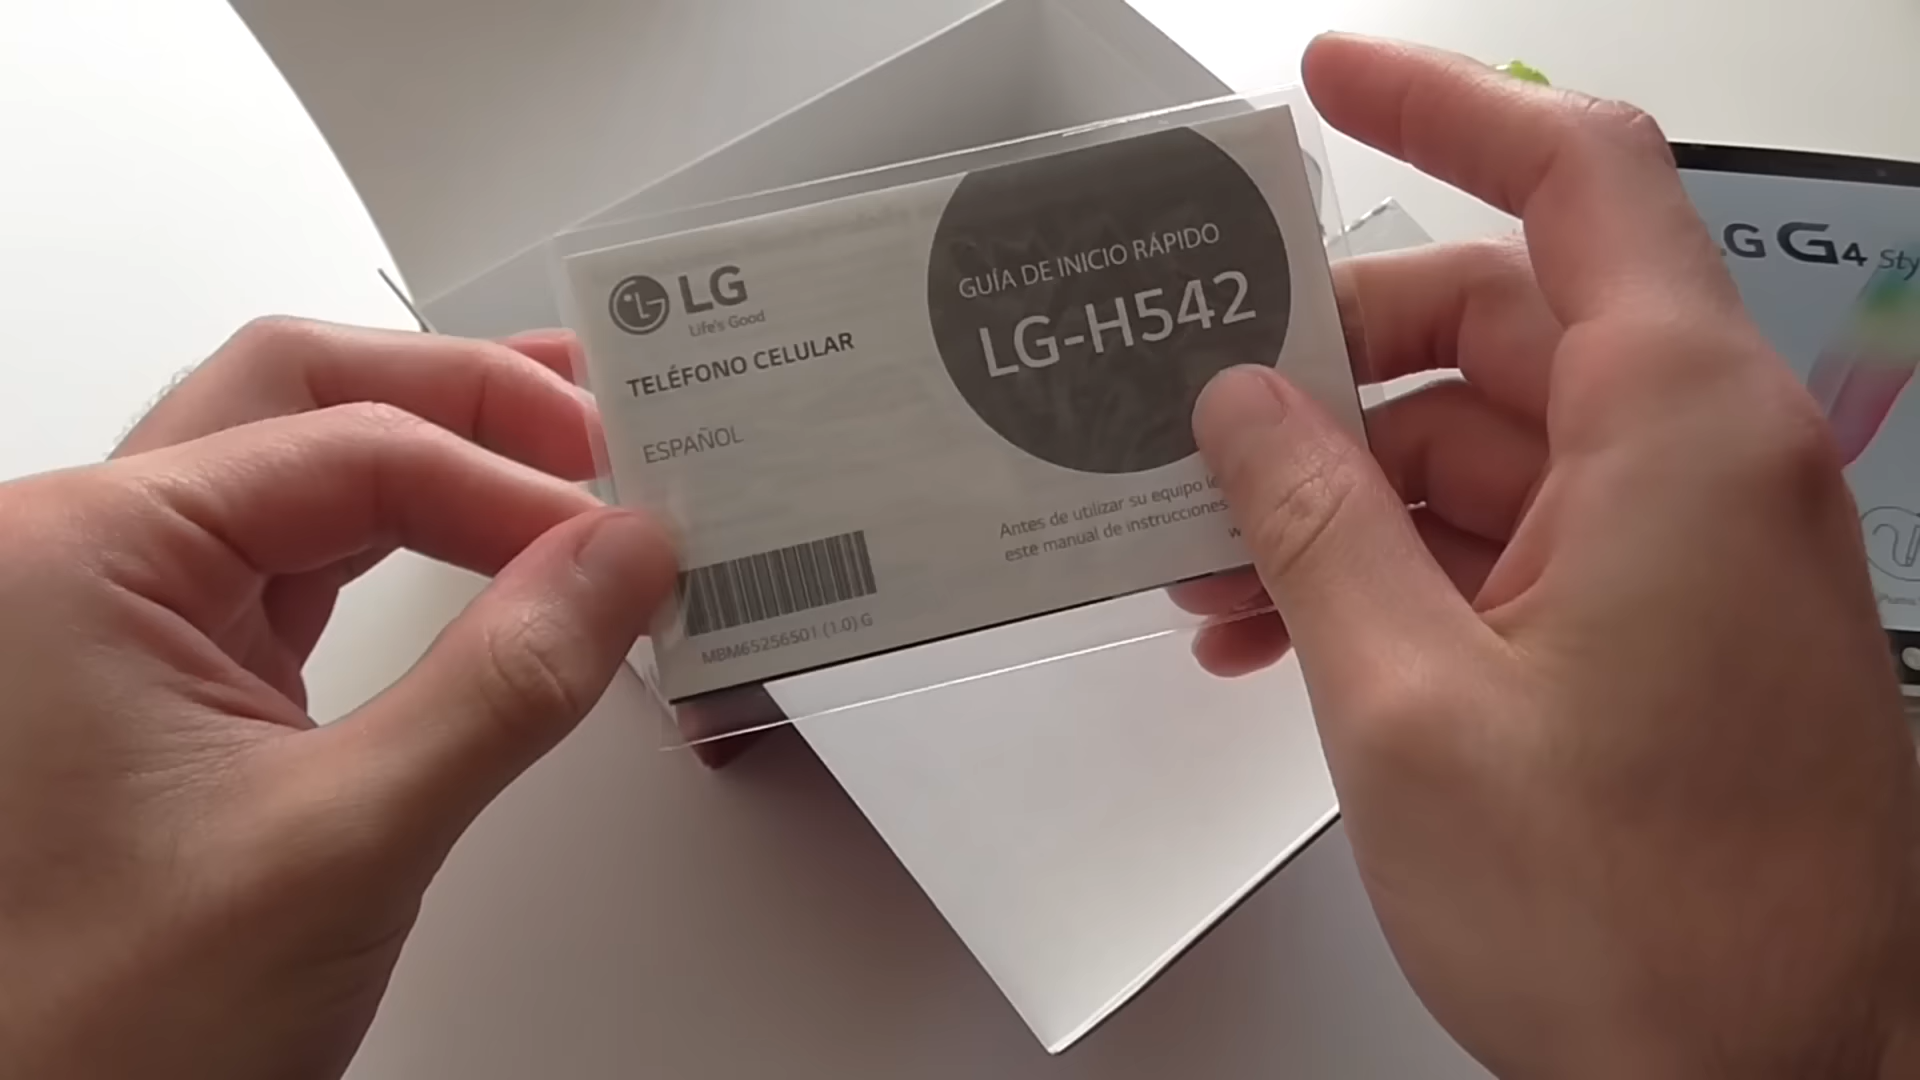 LG
Life's Good
TELÉFONO CELULAR
ESPAÑOL
MBM65256501 (1.0) G
GUÍA DE INICIO RÁPIDO
LG-H542
Antes de utilizar su equipo
este manual de instrucciones
LG G4